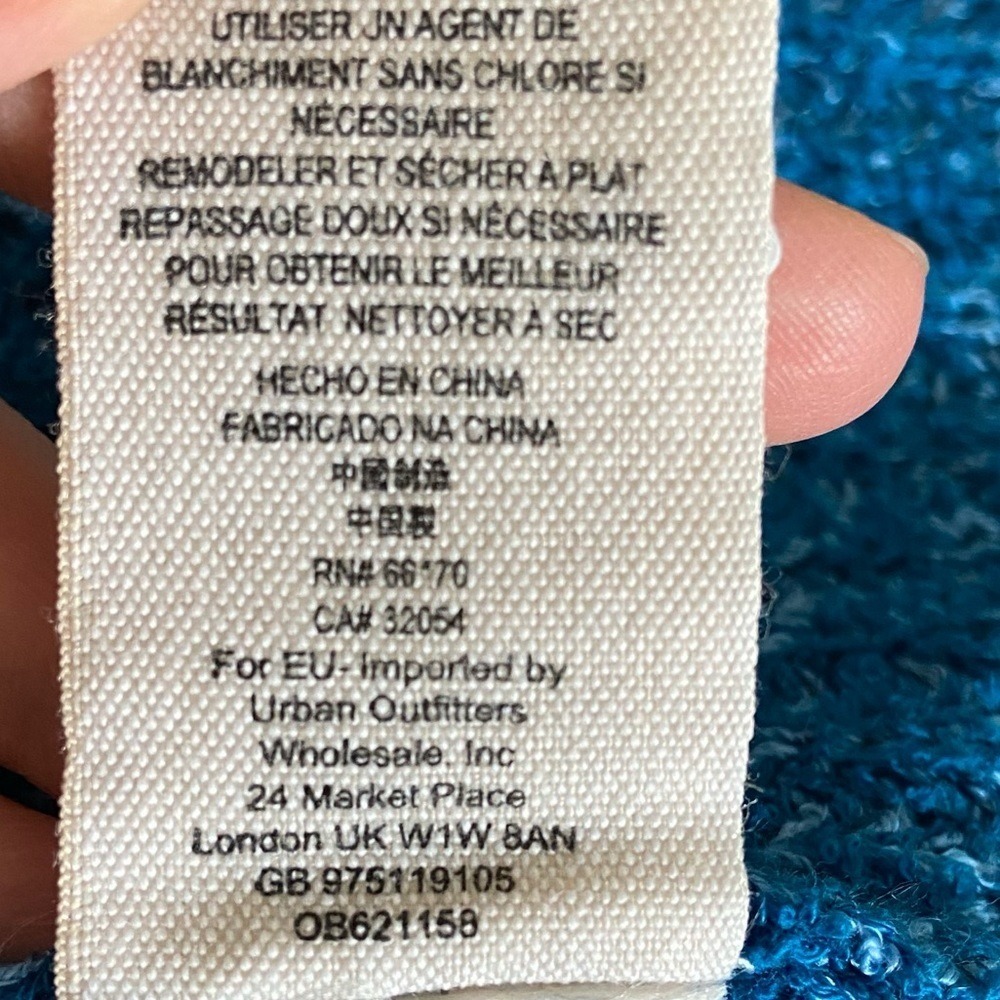 UTILISER UN AGENT DE
BLANCHIMENT SANS CHLORE SI
NÉCESSAIRE
REMODELER ET SÉCHER À PLAT
REPASSAGE DOUX SI NÉCESSAIRE
POUR OBTENIR LE MEILLEUR
RÉSULTAT NETTOYER À SEC
HECHO EN CHINA
FABRICADO NA CHINA
中國制造
中国製
RN# 66170
CA# 32054
For EU- Imported by
Urban Outfitters
Wholesale, Inc
24 Market Place
London UK W1W 8AN
GB 975119105
OB621158